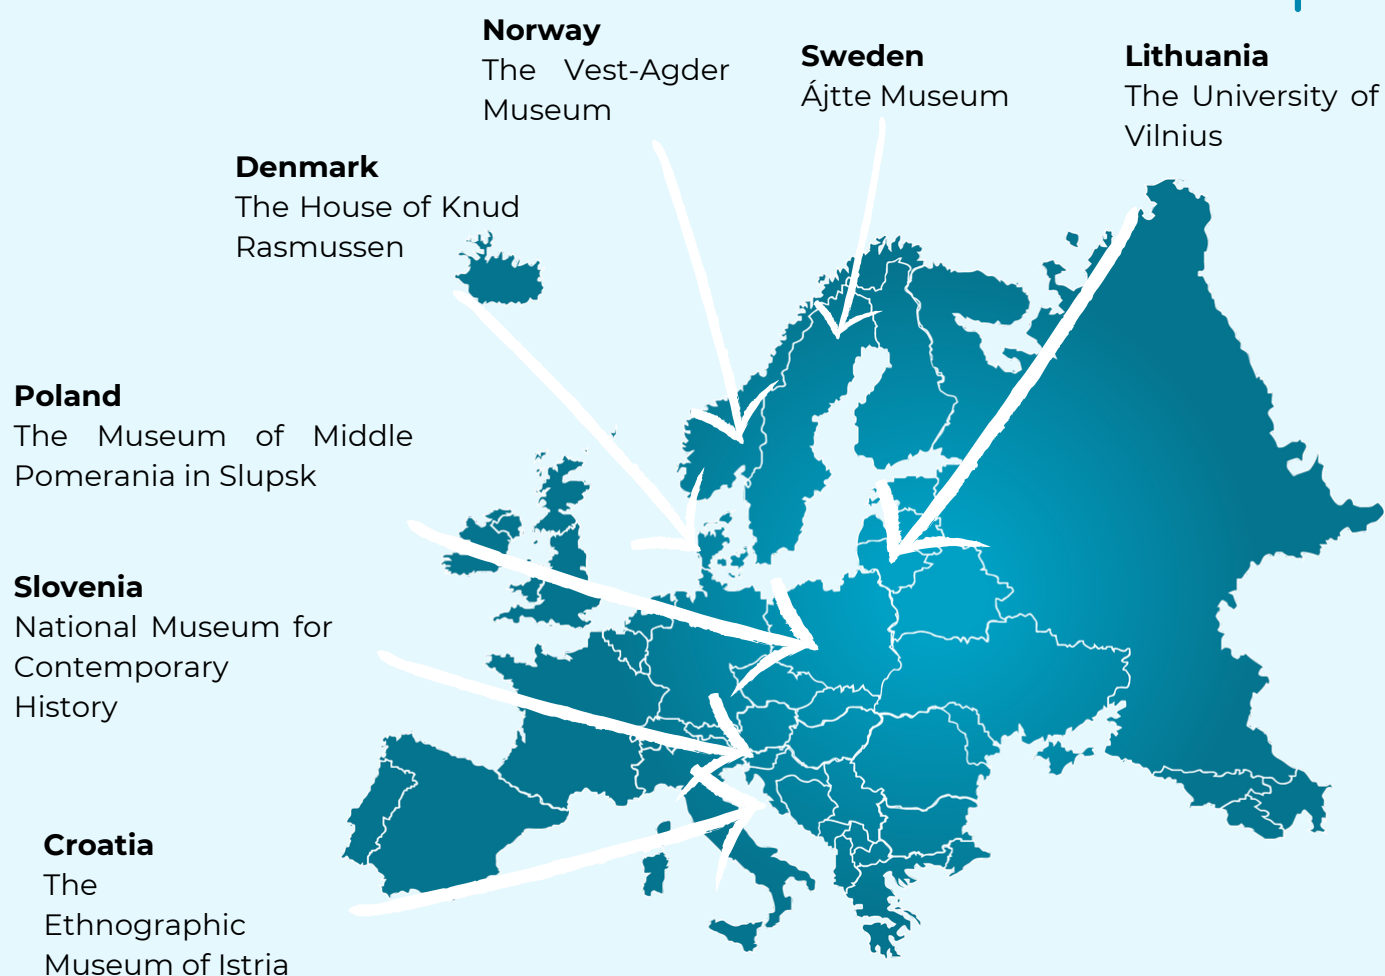 Norway
The Vest-Agder
Museum
Sweden
Ájtte Museum
Lithuania
The University of
Vilnius
Denmark
The House of Knud
Rasmussen
Poland
The Museum of Middle
Pomerania in Slupsk
Slovenia
National Museum for
Contemporary
History
Croatia
The
Ethnographic
Museum of Istria